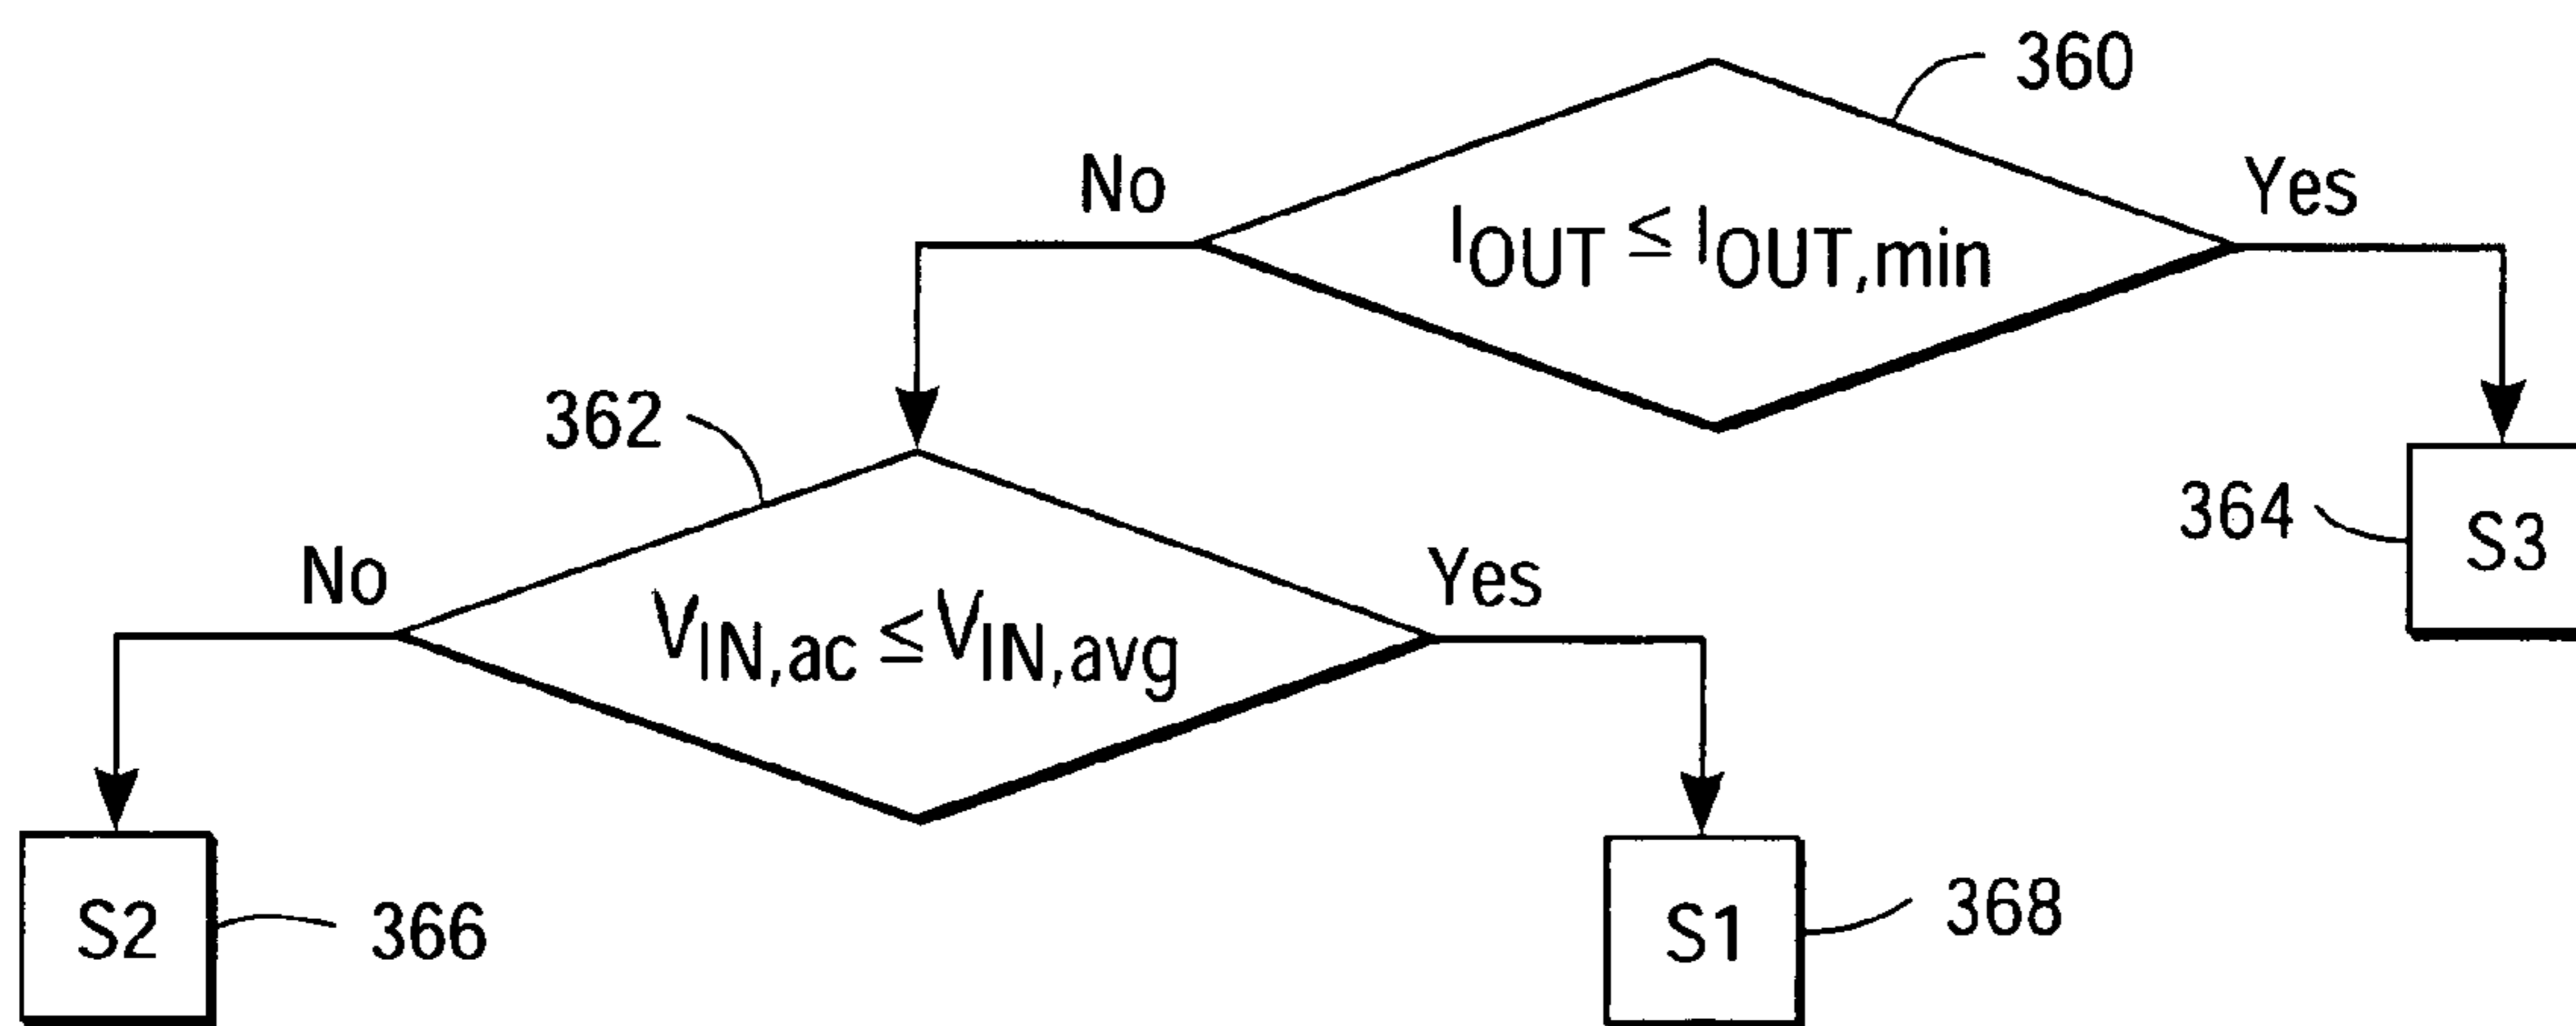 360
No
Yes
IOUT ≤ IOUT,min
362
364
S3
No
Yes
VIN,ac ≤ VIN,avg
S2
366
S1
368